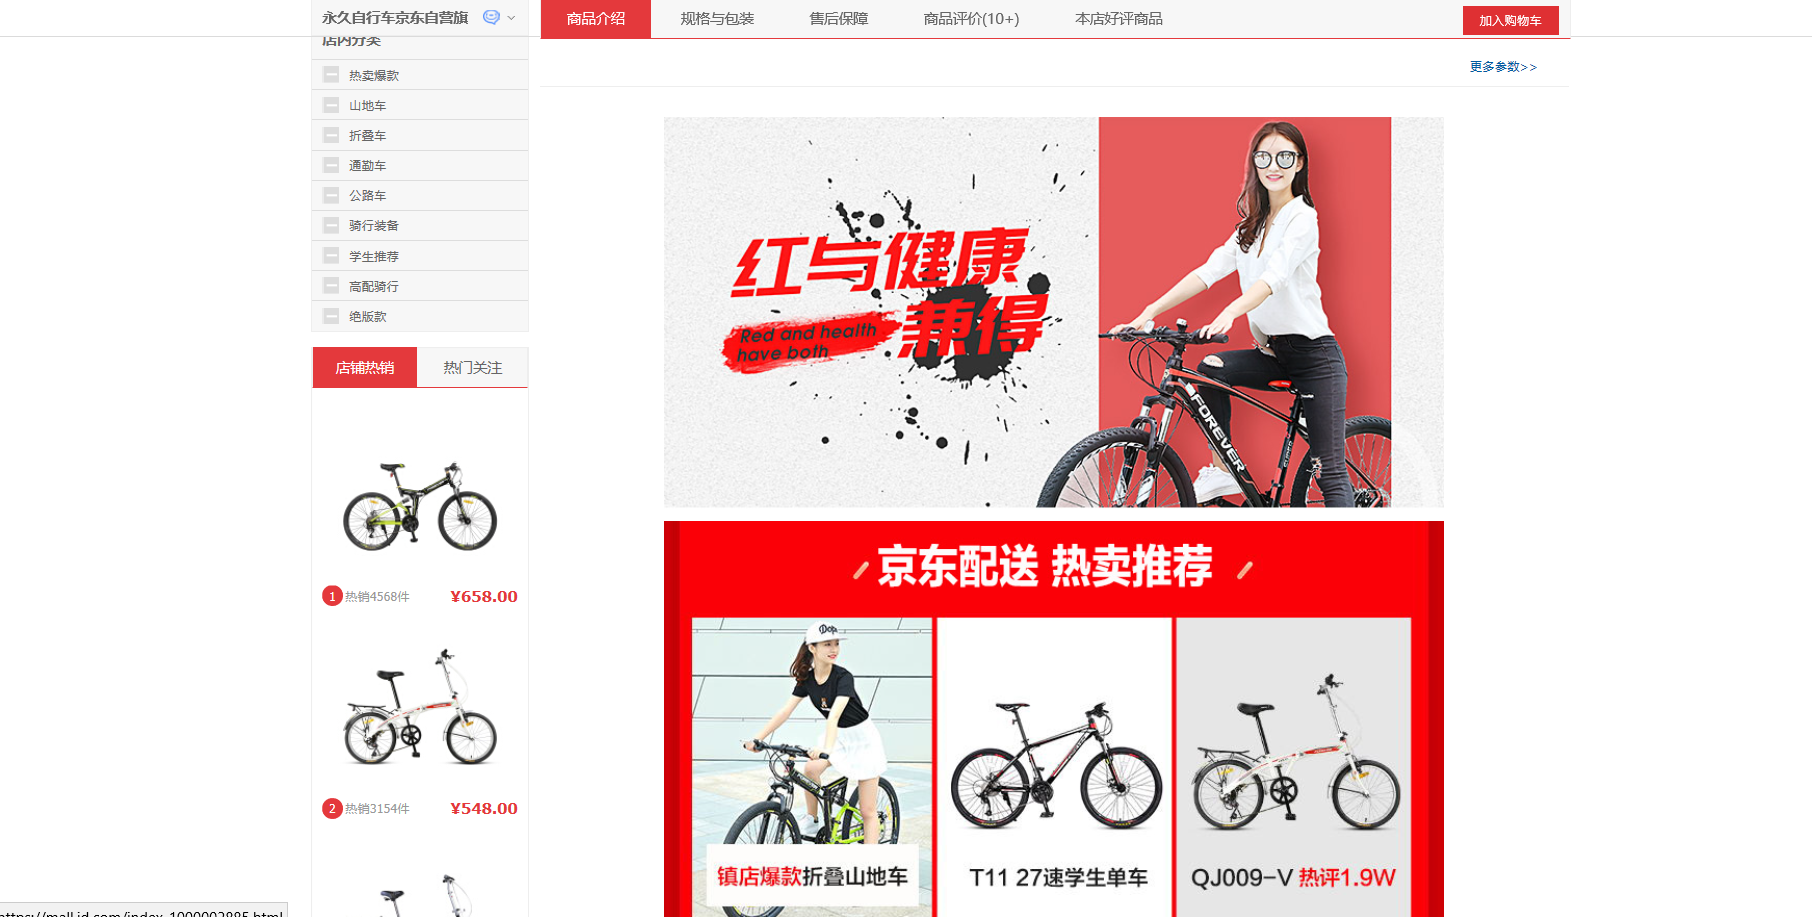 永久自行车京东自营旗
商品介绍
规格与包装
售后保障
商品评价(10+)
本店好评商品
加入购物车
店内分类
更多参数>>
热卖爆款
山地车
折叠车
通勤车
公路车
骑行装备
学生推荐
高配骑行
绝版款
店铺热销
热门关注
1 热销4568件 ¥658.00
2 热销3154件 ¥548.00
红与健康
兼得
Red and health
have both
FOREVER
京东配送 热卖推荐
镇店爆款折叠山地车
T11 27速学生单车
QJ009-V 热评1.9W
https://mall.jd.com/index-1000002885.html